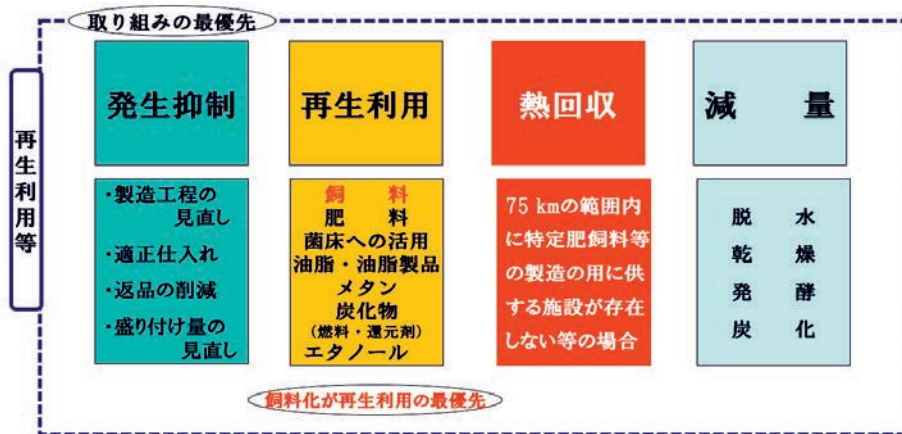 取り組みの最優先
再生利用等
発生抑制
・製造工程の
見直し
・適正仕入れ
・返品の削減
・盛り付け量の
見直し
再生利用
飼　料
肥　料
菌床への活用
油脂・油脂製品
メタン
炭化物
（燃料・還元剤）
エタノール
熱回収
75 kmの範囲内
に特定肥飼料等
の製造の用に供
する施設が存在
しない等の場合
減　量
脱　水
乾　燥
発　酵
炭　化
飼料化が再生利用の最優先